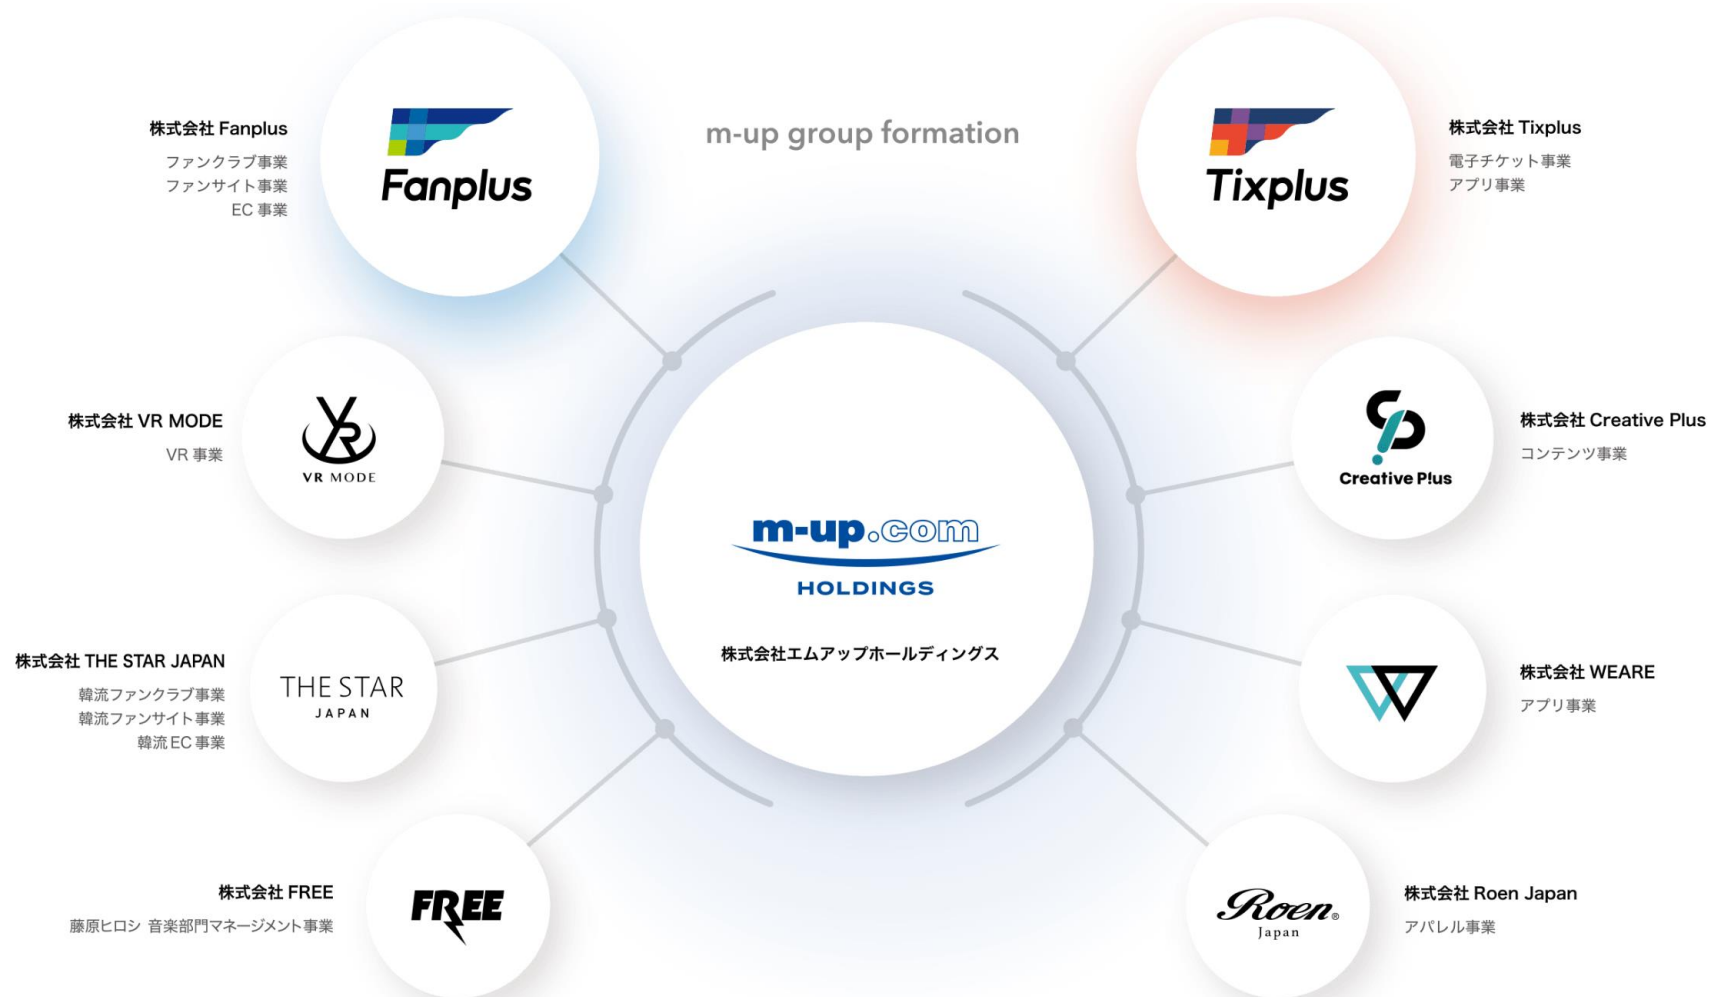 m-up group formation
株式会社 Fanplus
ファンクラブ事業
ファンサイト事業
EC 事業
Fanplus
Tixplus
株式会社 Tixplus
電子チケット事業
アプリ事業
株式会社 VR MODE
VR 事業
VR
VR MODE
Creative P!us
株式会社 Creative Plus
コンテンツ事業
m-up.com
HOLDINGS
株式会社エムアップホールディングス
株式会社 THE STAR JAPAN
韓流ファンクラブ事業
韓流ファンサイト事業
韓流 EC 事業
THE STAR
JAPAN
株式会社 WEARE
アプリ事業
株式会社 FREE
藤原ヒロシ 音楽部門マネージメント事業
FREE
Roen®
Japan
株式会社 Roen Japan
アパレル事業